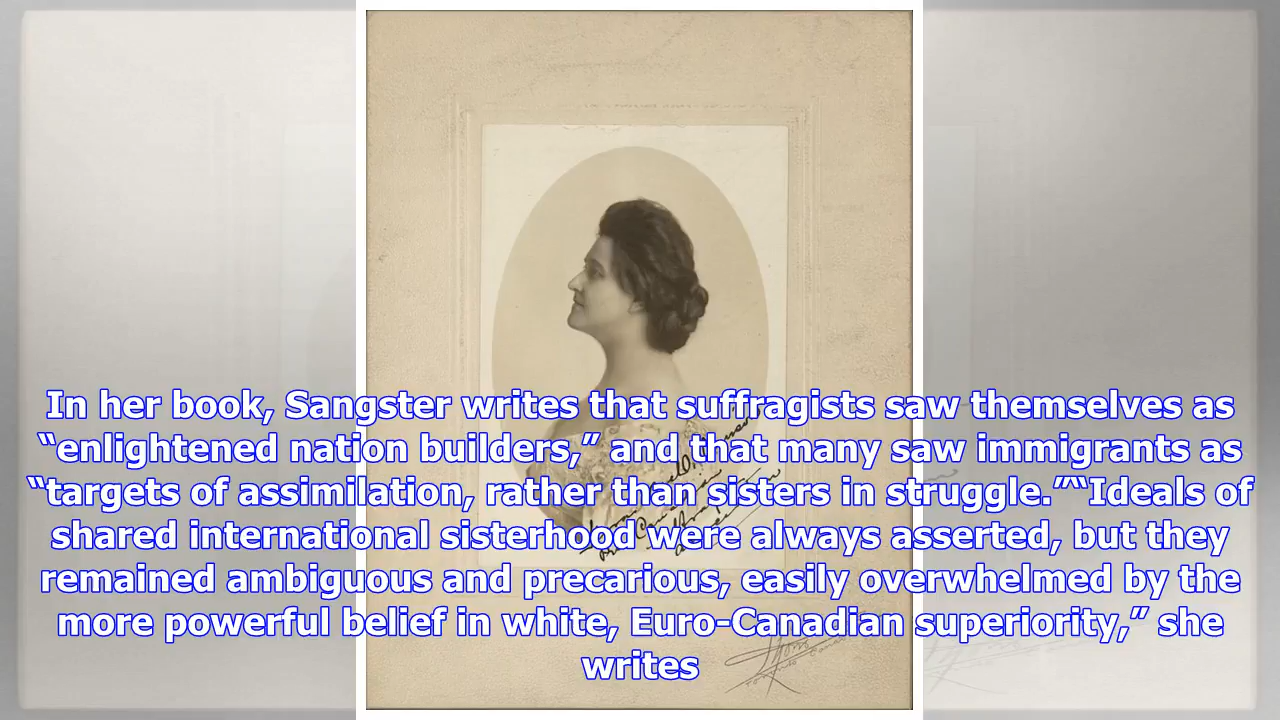 In her book, Sangster writes that suffragists saw themselves as
“enlightened nation builders,” and that many saw immigrants as
“targets of assimilation, rather than sisters in struggle.”“Ideals of
shared international sisterhood were always asserted, but they
remained ambiguous and precarious, easily overwhelmed by the
more powerful belief in white, Euro-Canadian superiority,” she
writes